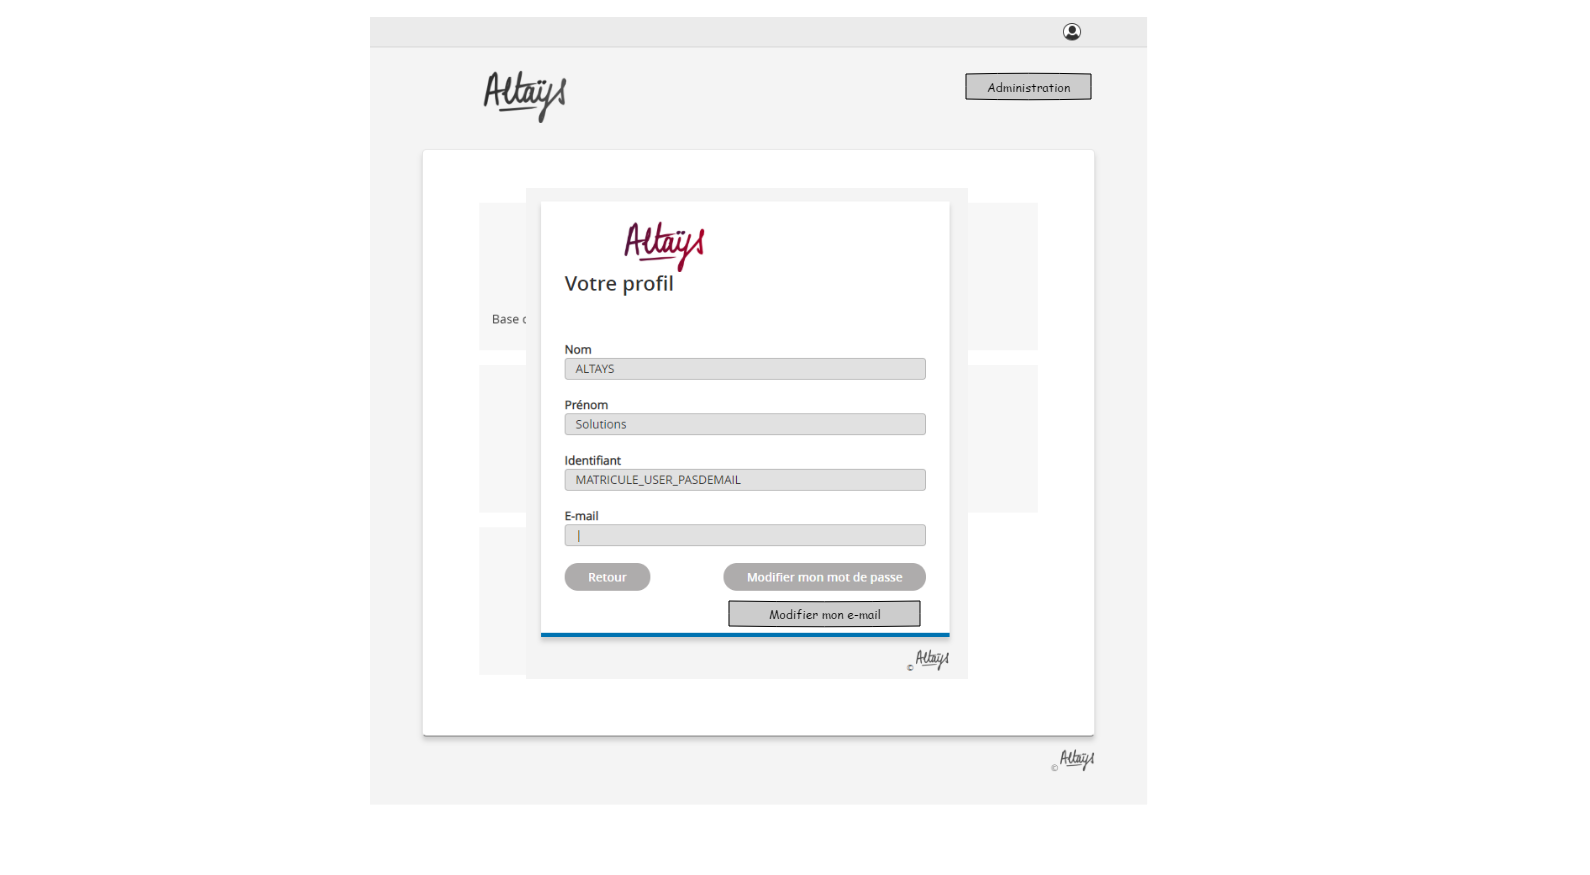 Altaÿs
Administration
Altaÿs
Votre profil
Base
Nom
ALTAYS
Prénom
Solutions
Identifiant
MATRICULE_USER_PASDEMAIL
E-mail
Retour
Modifier mon mot de passe
Modifier mon e-mail
© Altaÿs
© Altaÿs